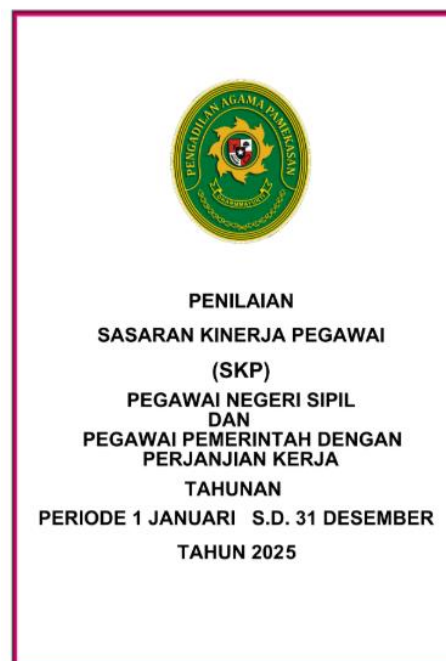 PENGADILAN AGAMA PAMEKASAN
DHARMMAYUKTI
PENILAIAN
SASARAN KINERJA PEGAWAI
(SKP)
PEGAWAI NEGERI SIPIL
DAN
PEGAWAI PEMERINTAH DENGAN
PERJANJIAN KERJA
TAHUNAN
PERIODE 1 JANUARI S.D. 31 DESEMBER
TAHUN 2025